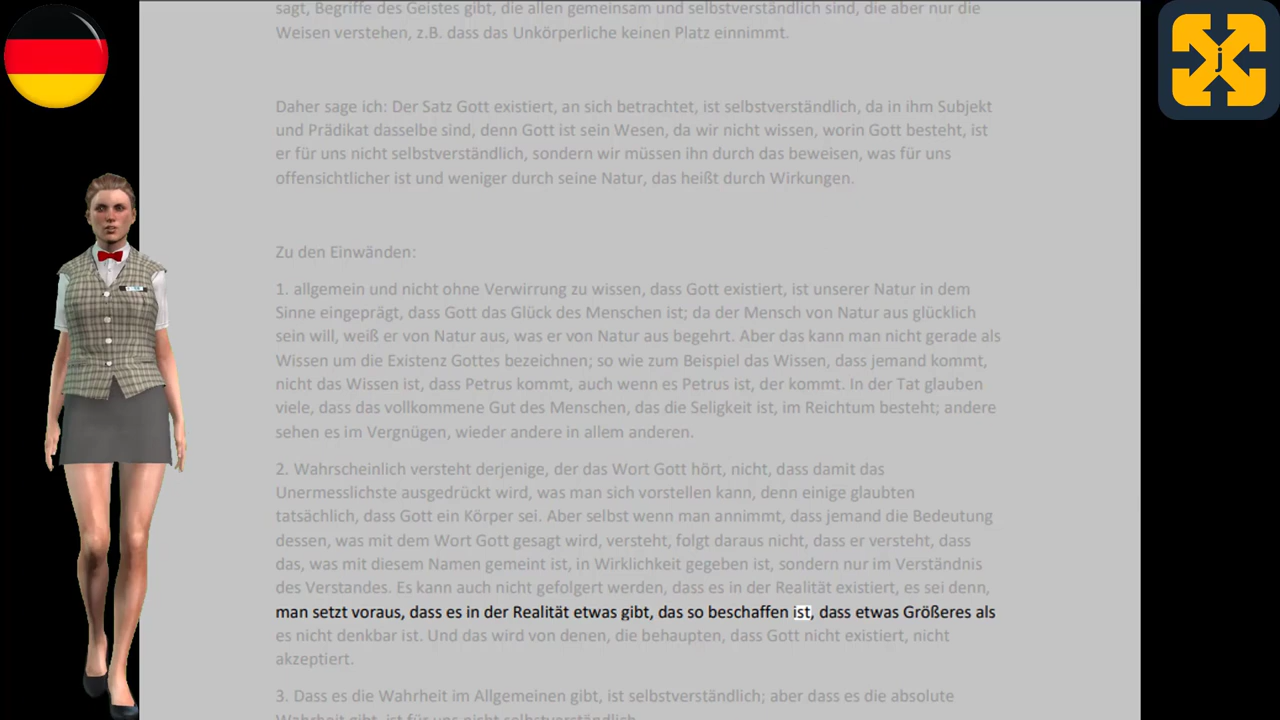 sagt, Begriffe des Geistes gibt, die allen gemeinsam und selbstverständlich sind, die aber nur die
Weisen verstehen, z.B. dass das Unkörperliche keinen Platz einnimmt.
Daher sage ich: Der Satz Gott existiert, an sich betrachtet, ist selbstverständlich, da in ihm Subjekt
und Prädikat dasselbe sind, denn Gott ist sein Wesen, da wir nicht wissen, worin Gott besteht, ist
er für uns nicht selbstverständlich, sondern wir müssen ihn durch das beweisen, was für uns
offensichtlicher ist und weniger durch seine Natur, das heißt durch Wirkungen.
Zu den Einwänden:
1. allgemein und nicht ohne Verwirrung zu wissen, dass Gott existiert, ist unserer Natur in dem
Sinne eingeprägt, dass Gott das Glück des Menschen ist; da der Mensch von Natur aus glücklich
sein will, weiß er von Natur aus, was er von Natur aus begehrt. Aber das kann man nicht gerade als
Wissen um die Existenz Gottes bezeichnen; so wie zum Beispiel das Wissen, dass jemand kommt,
nicht das Wissen ist, dass Petrus kommt, auch wenn es Petrus ist, der kommt. In der Tat glauben
viele, dass das vollkommene Gut des Menschen, das die Seligkeit ist, im Reichtum besteht; andere
sehen es im Vergnügen, wieder andere in allem anderen.
2. Wahrscheinlich versteht derjenige, der das Wort Gott hört, nicht, dass damit das
Unermesslichste ausgedrückt wird, was man sich vorstellen kann, denn einige glaubten
tatsächlich, dass Gott ein Körper sei. Aber selbst wenn man annimmt, dass jemand die Bedeutung
dessen, was mit dem Wort Gott gesagt wird, versteht, folgt daraus nicht, dass er versteht, dass
das, was mit diesem Namen gemeint ist, in Wirklichkeit gegeben ist, sondern nur im Verständnis
des Verstandes. Es kann auch nicht gefolgert werden, dass es in der Realität existiert, es sei denn,
man setzt voraus, dass es in der Realität etwas gibt, das so beschaffen ist, dass etwas Größeres als
es nicht denkbar ist. Und das wird von denen, die behaupten, dass Gott nicht existiert, nicht
akzeptiert.
3. Dass es die Wahrheit im Allgemeinen gibt, ist selbstverständlich; aber dass es die absolute
Wahrheit gibt, ist für uns nicht selbstverständlich.
j